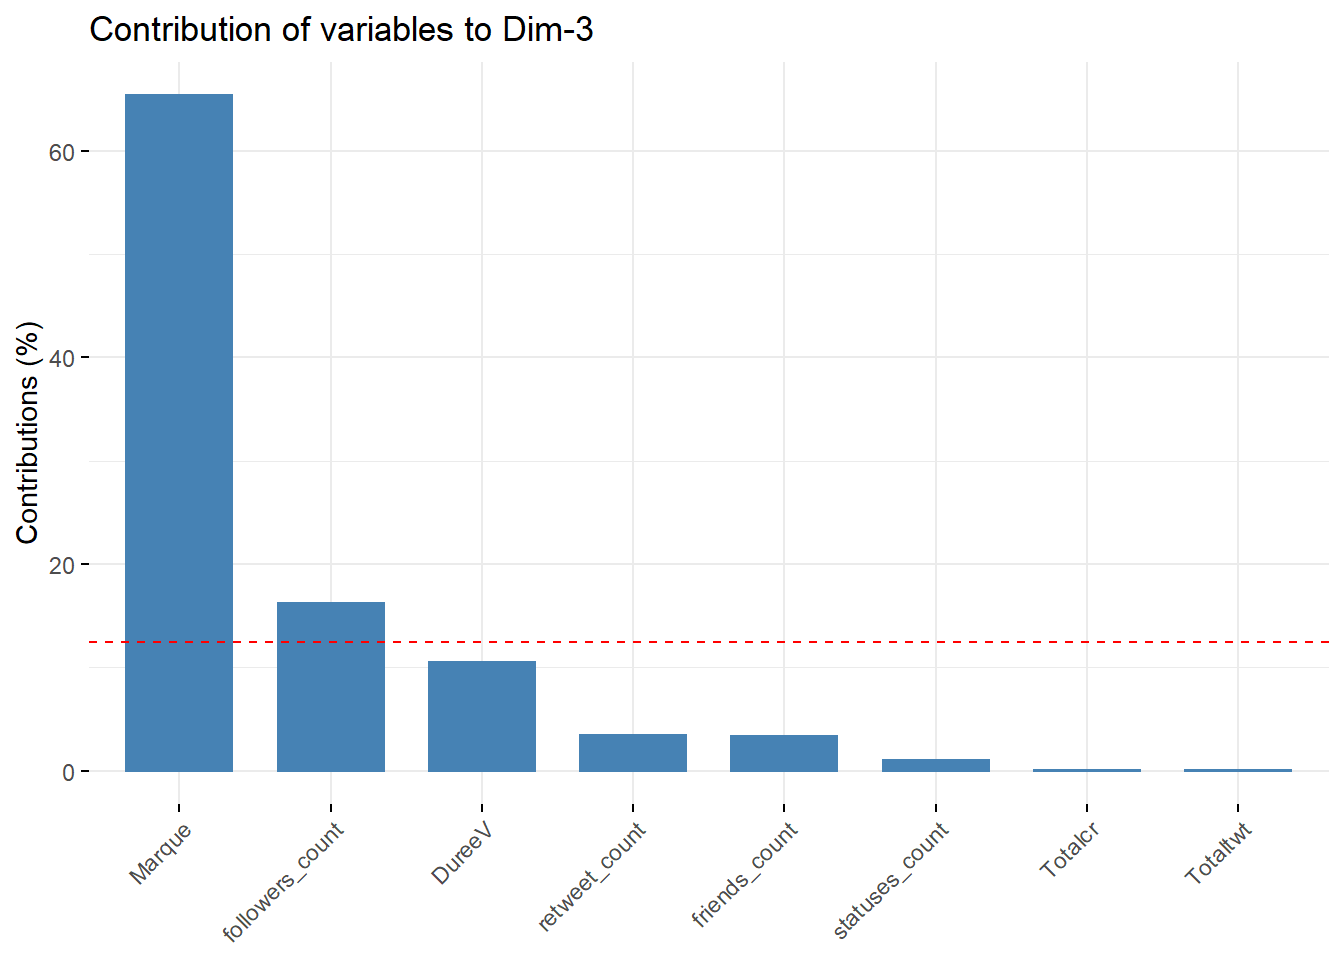 Contribution of variables to Dim-3
Contributions (%)
60
40
20
0
Marque
followers_count
DureeV
retweet_count
friends_count
statuses_count
Totalcr
Totaltwt